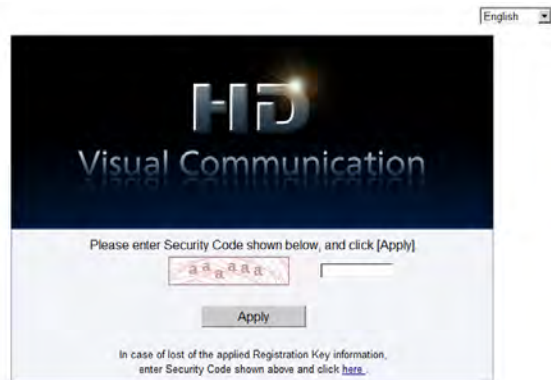 English
HD
Visual Communication
Please enter Security Code shown below, and click [Apply].
aaaaaa
Apply
In case of lost of the applied Registration Key information,
enter Security Code shown above and click here .